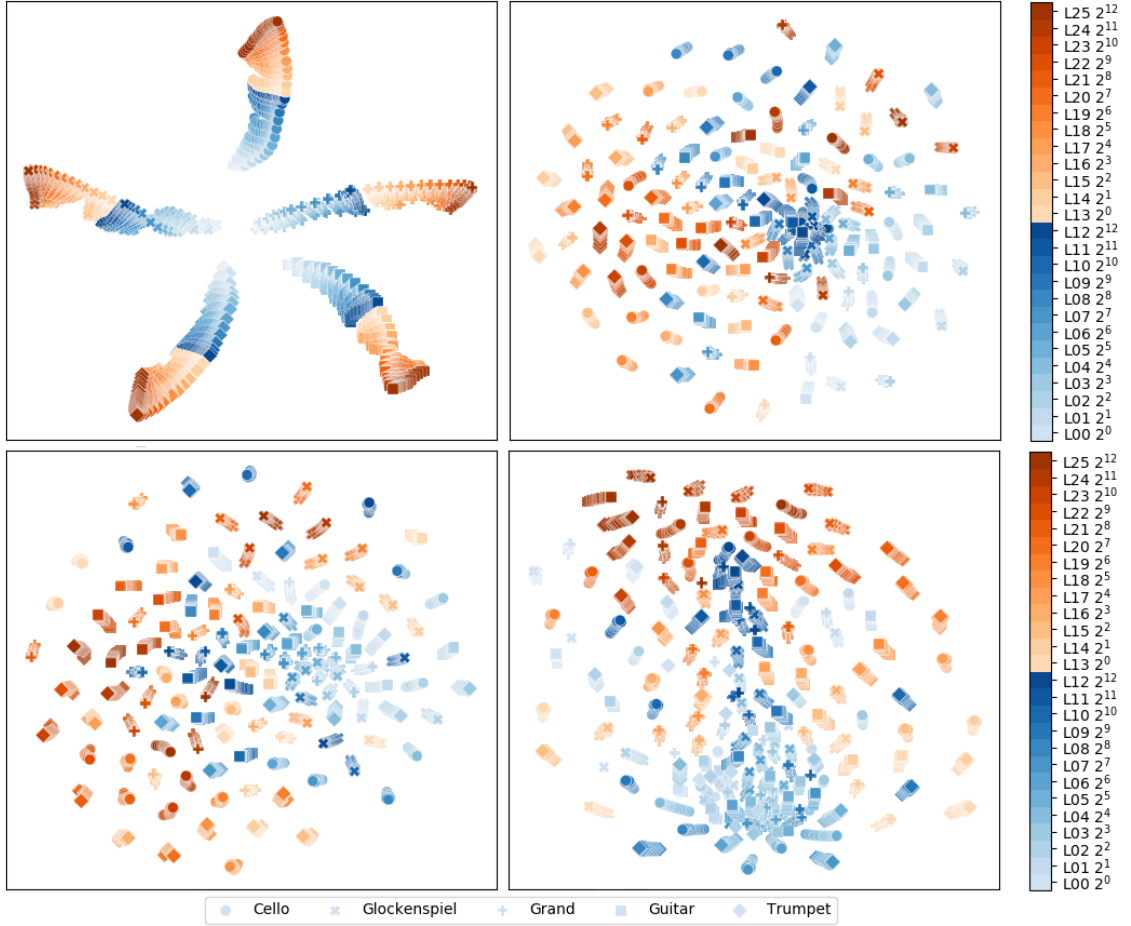 L25 2^12
L24 2^11
L23 2^10
L22 2^9
L21 2^8
L20 2^7
L19 2^6
L18 2^5
L17 2^4
L16 2^3
L15 2^2
L14 2^1
L13 2^0
L12 2^12
L11 2^11
L10 2^10
L09 2^9
L08 2^8
L07 2^7
L06 2^6
L05 2^5
L04 2^4
L03 2^3
L02 2^2
L01 2^1
L00 2^0
L25 2^12
L24 2^11
L23 2^10
L22 2^9
L21 2^8
L20 2^7
L19 2^6
L18 2^5
L17 2^4
L16 2^3
L15 2^2
L14 2^1
L13 2^0
L12 2^12
L11 2^11
L10 2^10
L09 2^9
L08 2^8
L07 2^7
L06 2^6
L05 2^5
L04 2^4
L03 2^3
L02 2^2
L01 2^1
L00 2^0
Cello Glockenspiel Grand Guitar Trumpet